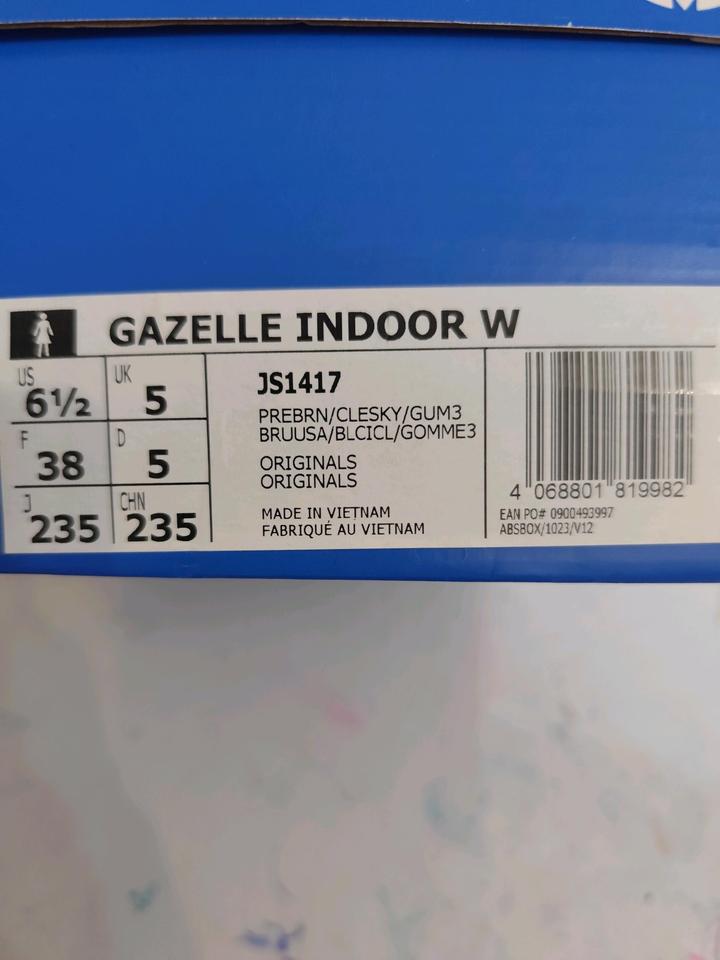 GAZELLE INDOOR W
US 6½ UK 5
F 38 D 5
J 235 CHN 235
JS1417
PREBRN/CLESKY/GUM3
BRUUSA/BLCICL/GOMME3
ORIGINALS
ORIGINALS
MADE IN VIETNAM
FABRIQUÉ AU VIETNAM
4 068801 819982
EAN PO# 0900493997
ABSBOX/1023/V12